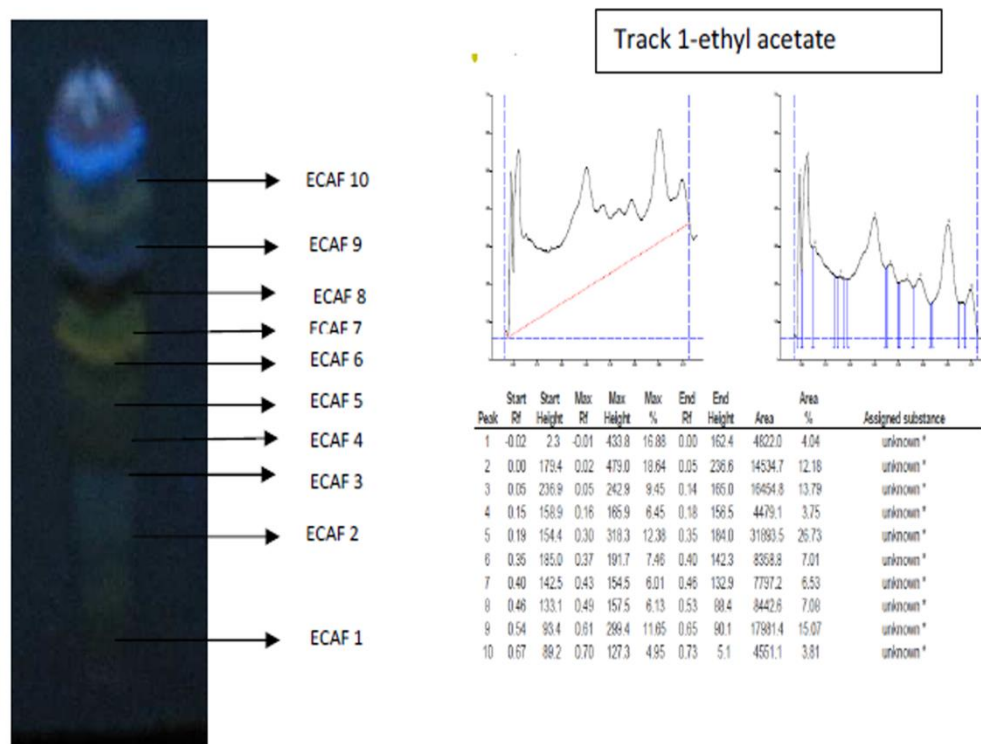 Track 1-ethyl acetate
ECAF 10
ECAF 9
ECAF 8
ECAF 7
ECAF 6
ECAF 5
ECAF 4
ECAF 3
ECAF 2
ECAF 1
Peak Start Rf Start Height Max Rf Max Height Max % End Rf End Height Area Area % Assigned substance
1 -0.02 2.3 -0.01 433.8 16.88 0.00 162.4 4822.0 4.04 unknown *
2 0.00 179.4 0.02 479.0 18.64 0.05 236.6 14534.7 12.18 unknown *
3 0.05 236.9 0.05 242.9 9.45 0.14 165.0 16454.8 13.79 unknown *
4 0.15 158.9 0.16 165.9 6.45 0.18 156.5 4479.1 3.75 unknown *
5 0.19 154.4 0.30 318.3 12.38 0.35 184.0 31893.5 26.73 unknown *
6 0.35 185.0 0.37 191.7 7.46 0.40 142.3 8358.8 7.01 unknown *
7 0.40 142.5 0.43 154.5 6.01 0.46 132.9 7797.2 6.53 unknown *
8 0.46 133.1 0.49 157.5 6.13 0.53 88.4 8442.6 7.08 unknown *
9 0.54 93.4 0.61 299.4 11.65 0.65 90.1 17981.4 15.07 unknown *
10 0.67 89.2 0.70 127.3 4.95 0.73 5.1 4551.1 3.81 unknown *